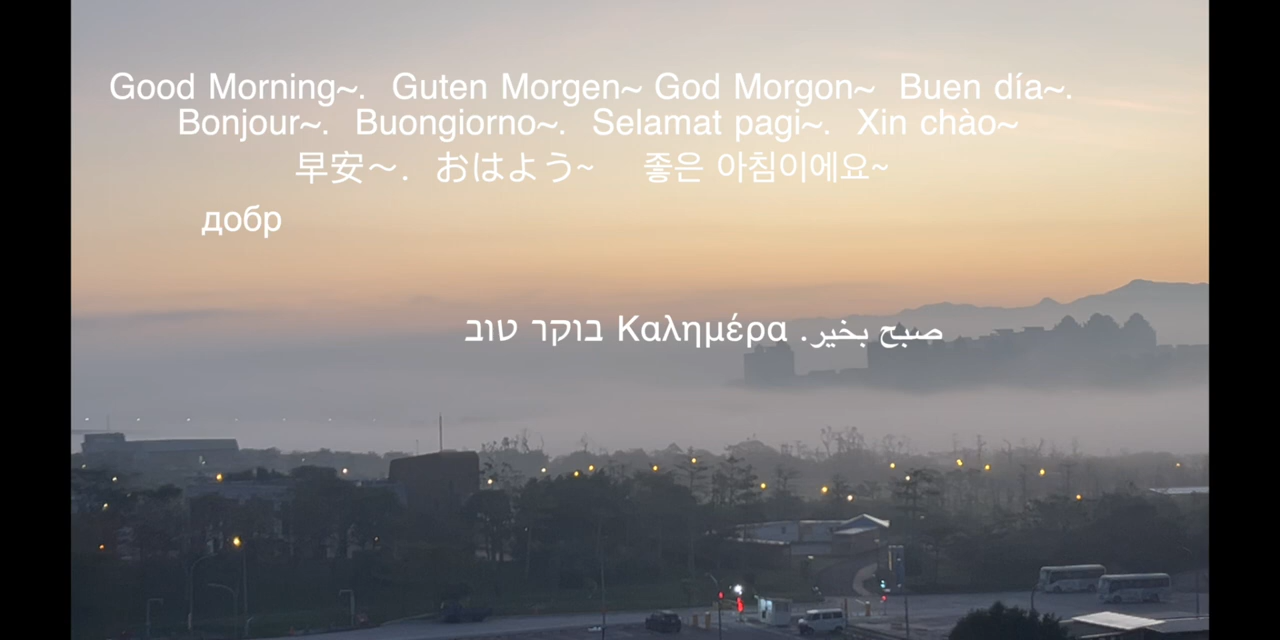 Good Morning~.  Guten Morgen~ God Morgon~  Buen día~.
Bonjour~.  Buongiorno~.  Selamat pagi~.  Xin chào~
早安～.  おはよう~    좋은 아침이에요~
добр
בוקר טוב Καλημέρα .صبح بخير